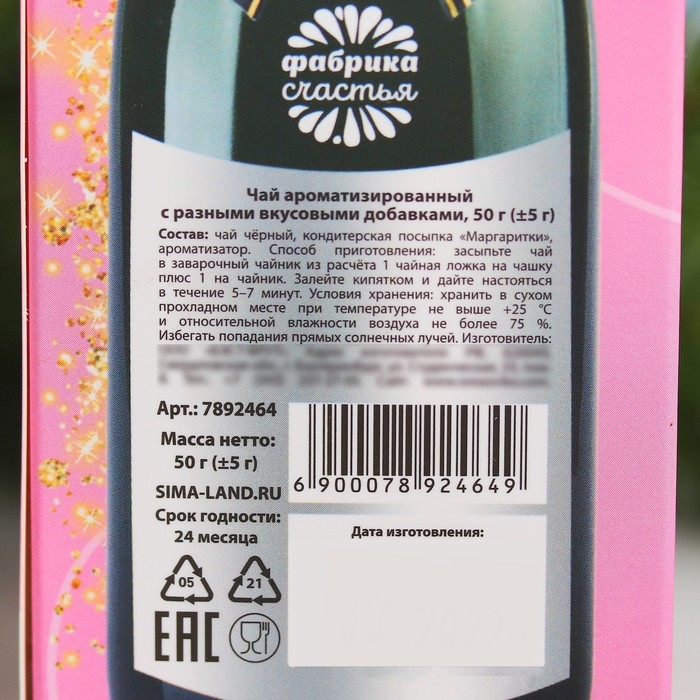 фабрика
счастья
Чай ароматизированный
с разными вкусовыми добавками, 50 г (±5 г)
Состав: чай чёрный, кондитерская посыпка «Маргаритки»,
ароматизатор. Способ приготовления: засыпьте чай
в заварочный чайник из расчёта 1 чайная ложка на чашку
плюс 1 на чайник. Залейте кипятком и дайте настояться
в течение 5–7 минут. Условия хранения: хранить в сухом
прохладном месте при температуре не выше +25 °С
и относительной влажности воздуха не более 75 %.
Избегать попадания прямых солнечных лучей. Изготовитель:
Арт.: 7892464
Масса нетто:
50 г (±5 г)
SIMA-LAND.RU
Срок годности:
24 месяца
05
21
EAC
6 900078 924649
Дата изготовления: